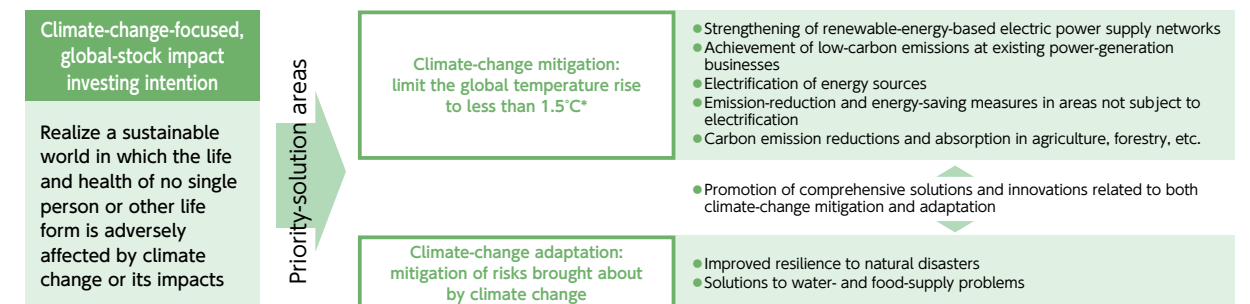 Climate-change-focused,
global-stock impact
investing intention
Realize a sustainable
world in which the life
and health of no single
person or other life
form is adversely
affected by climate
change or its impacts
Priority-solution areas
Climate-change mitigation:
limit the global temperature rise
to less than 1.5°C*
●Strengthening of renewable-energy-based electric power supply networks
●Achievement of low-carbon emissions at existing power-generation
businesses
●Electrification of energy sources
●Emission-reduction and energy-saving measures in areas not subject to
electrification
●Carbon emission reductions and absorption in agriculture, forestry, etc.
●Promotion of comprehensive solutions and innovations related to both
climate-change mitigation and adaptation
Climate-change adaptation:
mitigation of risks brought about
by climate change
●Improved resilience to natural disasters
●Solutions to water- and food-supply problems